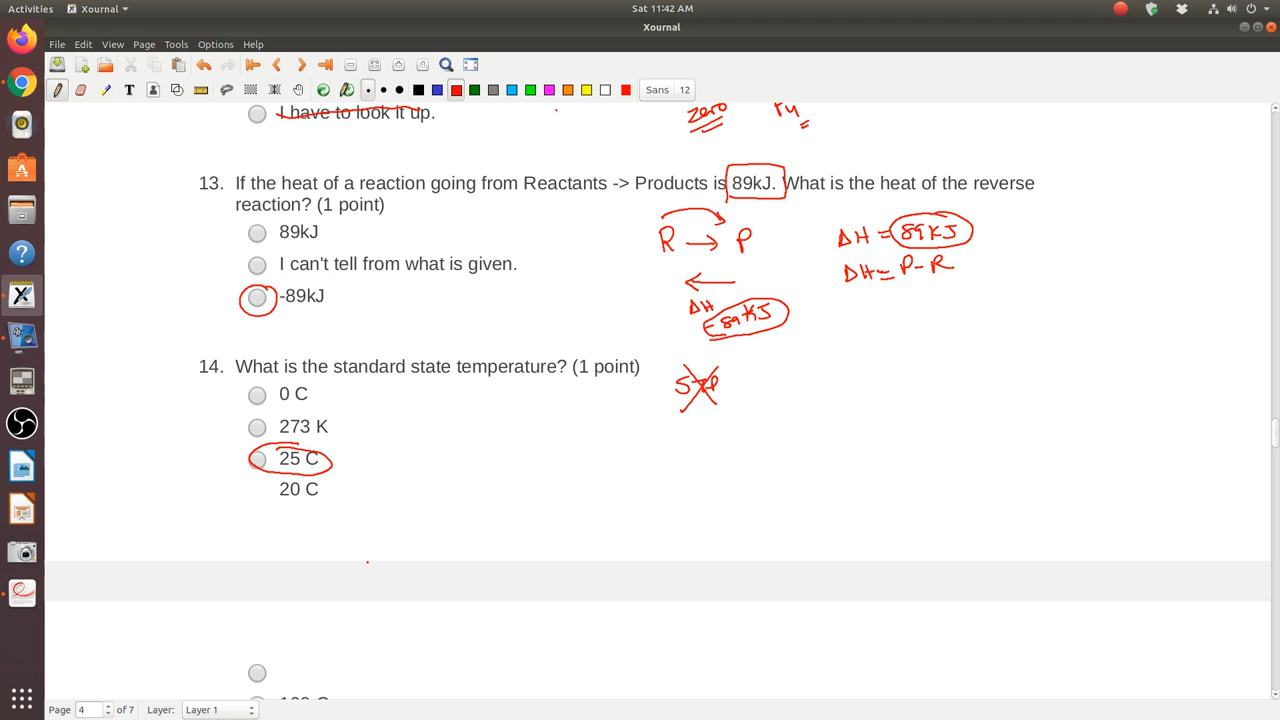 Activities Xournal Sat 11:42 AM
Xournal
File Edit View Page Tools Options Help
Sans 12
I have to look it up.
zero
13. If the heat of a reaction going from Reactants -> Products is 89kJ. What is the heat of the reverse
reaction? (1 point)
89kJ
R → P
ΔH = 89KJ
I can't tell from what is given.
ΔH = P - R
←
-89kJ
ΔH
-89KJ
14. What is the standard state temperature? (1 point)
STP
0 C
273 K
25 C
20 C
Page 4 of 7 Layer: Layer 1